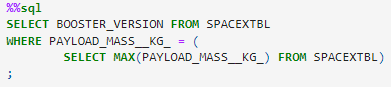 %%sql
SELECT BOOSTER_VERSION FROM SPACEXTBL
WHERE PAYLOAD_MASS__KG_ = (
SELECT MAX(PAYLOAD_MASS__KG_) FROM SPACEXTBL)
;